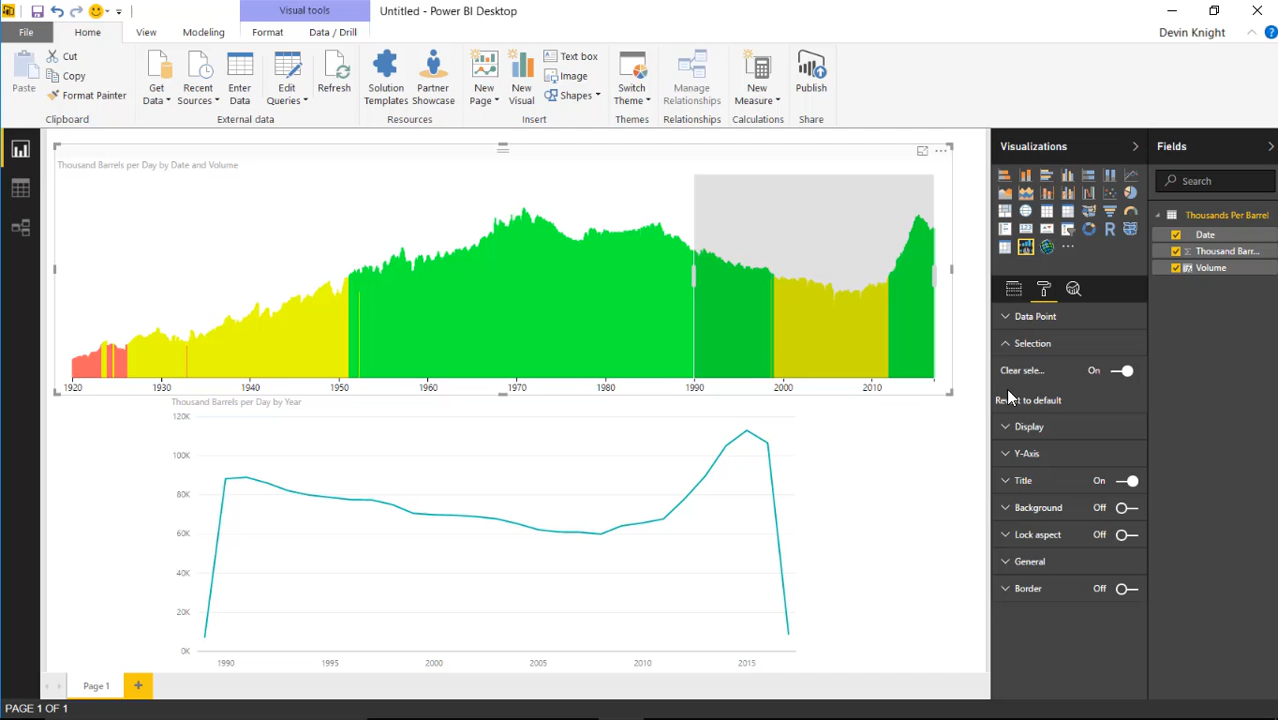 Visual tools
Untitled - Power BI Desktop
File
Home
View
Modeling
Format
Data / Drill
Devin Knight
?
Paste
Cut
Copy
Format Painter
Clipboard
Get
Data
Recent
Sources
Enter
Data
Edit
Queries
Refresh
External data
Solution
Templates
Partner
Showcase
Resources
New
Page
New
Visual
Text box
Image
Shapes
Insert
Switch
Theme
Themes
Manage
Relationships
Relationships
New
Measure
Calculations
Publish
Share
Thousand Barrels per Day by Date and Volume
1920
1930
1940
1950
1960
1970
1980
1990
2000
2010
Thousand Barrels per Day by Year
120K
100K
80K
60K
40K
20K
0K
1990
1995
2000
2005
2010
2015
Visualizations
R
Data Point
Selection
Clear sele... On
Revert to default
Display
Y-Axis
Title On
Background Off
Lock aspect Off
General
Border Off
Fields
Search
Thousands Per Barrel
Date
Σ Thousand Barr...
Volume
Page 1
+
PAGE 1 OF 1